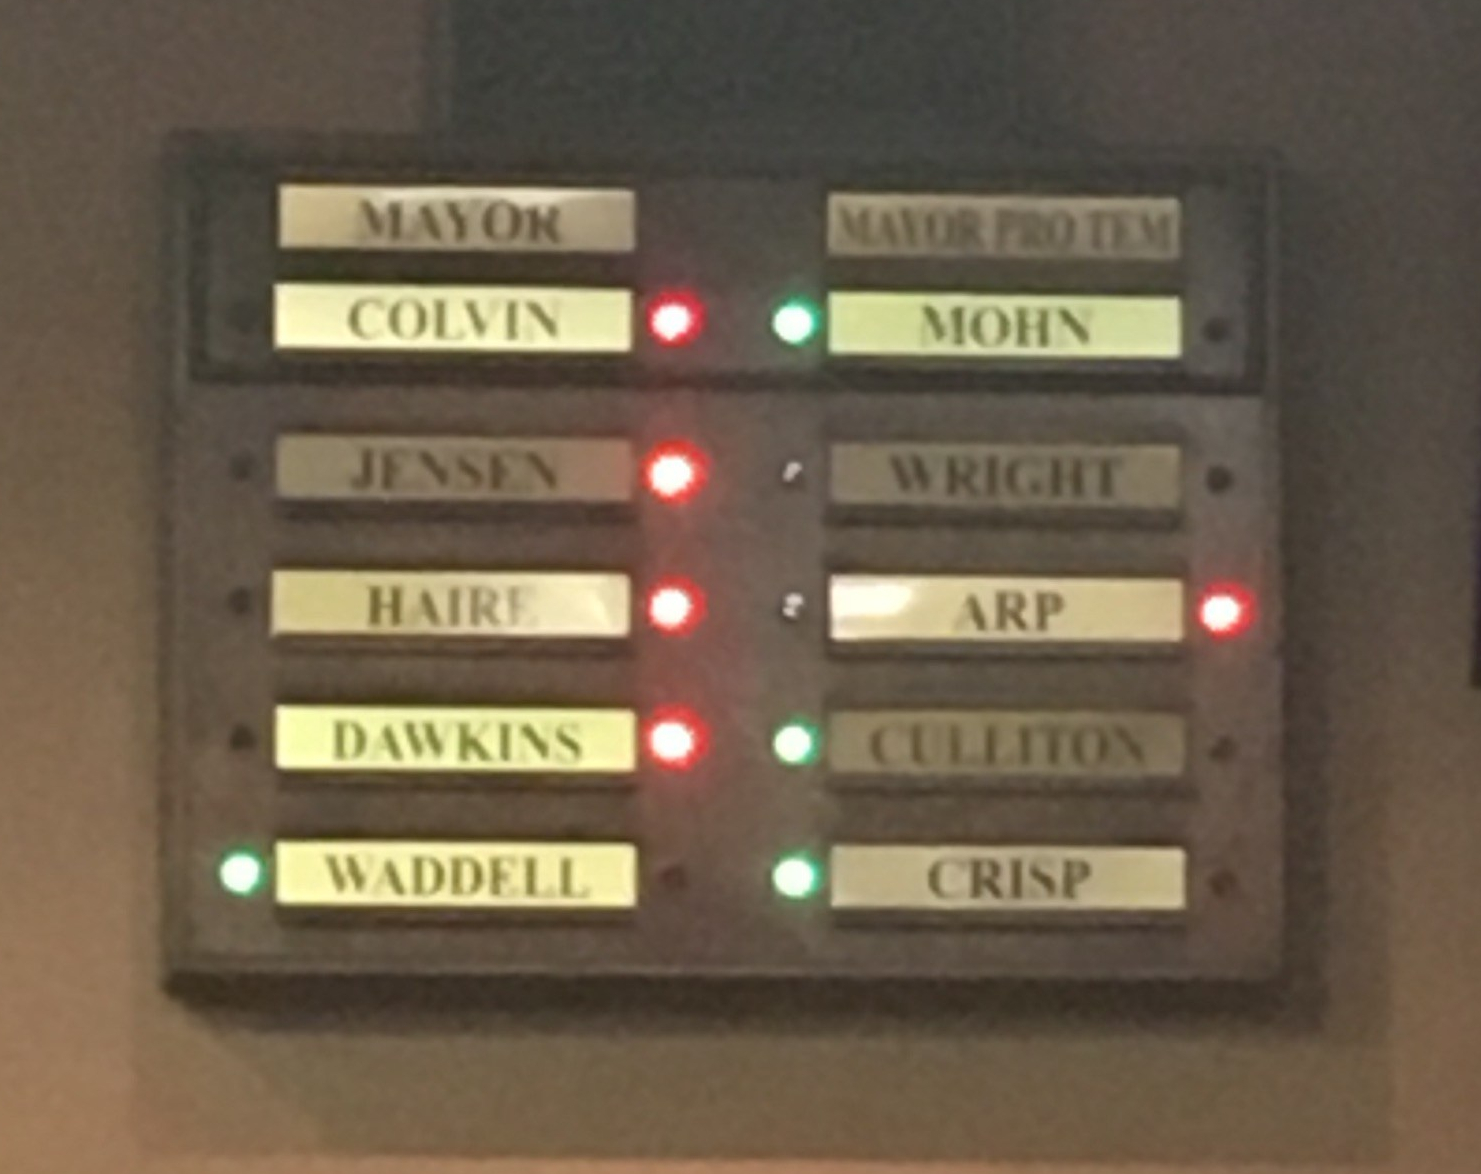 MAYOR
COLVIN
MAYOR PRO TEM
MOHN
JENSEN
WRIGHT
HAIRE
ARP
DAWKINS
CULLITON
WADDELL
CRISP